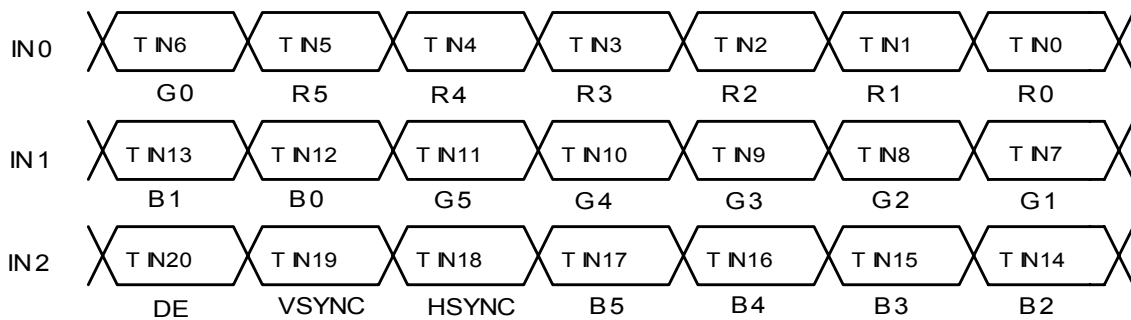 IN0 TIN6 TIN5 TIN4 TIN3 TIN2 TIN1 TIN0
G0 R5 R4 R3 R2 R1 R0
IN1 TIN13 TIN12 TIN11 TIN10 TIN9 TIN8 TIN7
B1 B0 G5 G4 G3 G2 G1
IN2 TIN20 TIN19 TIN18 TIN17 TIN16 TIN15 TIN14
DE VSYNC HSYNC B5 B4 B3 B2